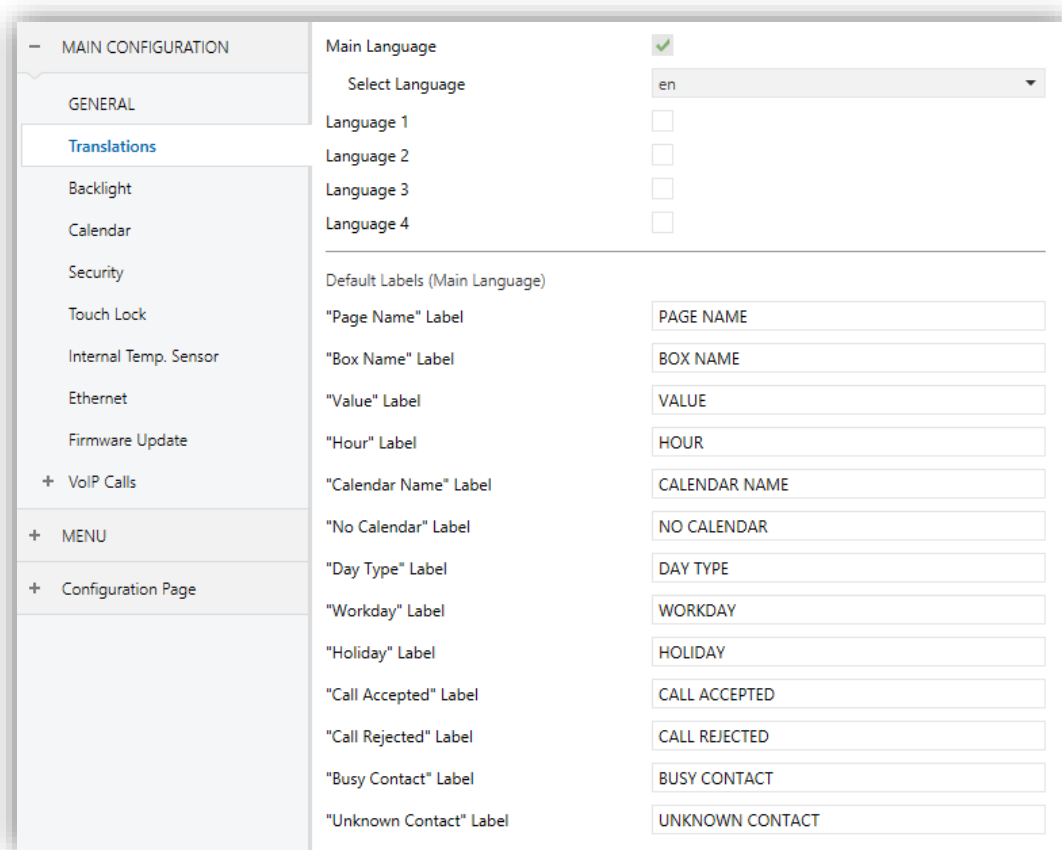 MAIN CONFIGURATION
GENERAL
Translations
Backlight
Calendar
Security
Touch Lock
Internal Temp. Sensor
Ethernet
Firmware Update
VoIP Calls
MENU
Configuration Page
Main Language
Select Language en
Language 1
Language 2
Language 3
Language 4
Default Labels (Main Language)
"Page Name" Label PAGE NAME
"Box Name" Label BOX NAME
"Value" Label VALUE
"Hour" Label HOUR
"Calendar Name" Label CALENDAR NAME
"No Calendar" Label NO CALENDAR
"Day Type" Label DAY TYPE
"Workday" Label WORKDAY
"Holiday" Label HOLIDAY
"Call Accepted" Label CALL ACCEPTED
"Call Rejected" Label CALL REJECTED
"Busy Contact" Label BUSY CONTACT
"Unknown Contact" Label UNKNOWN CONTACT